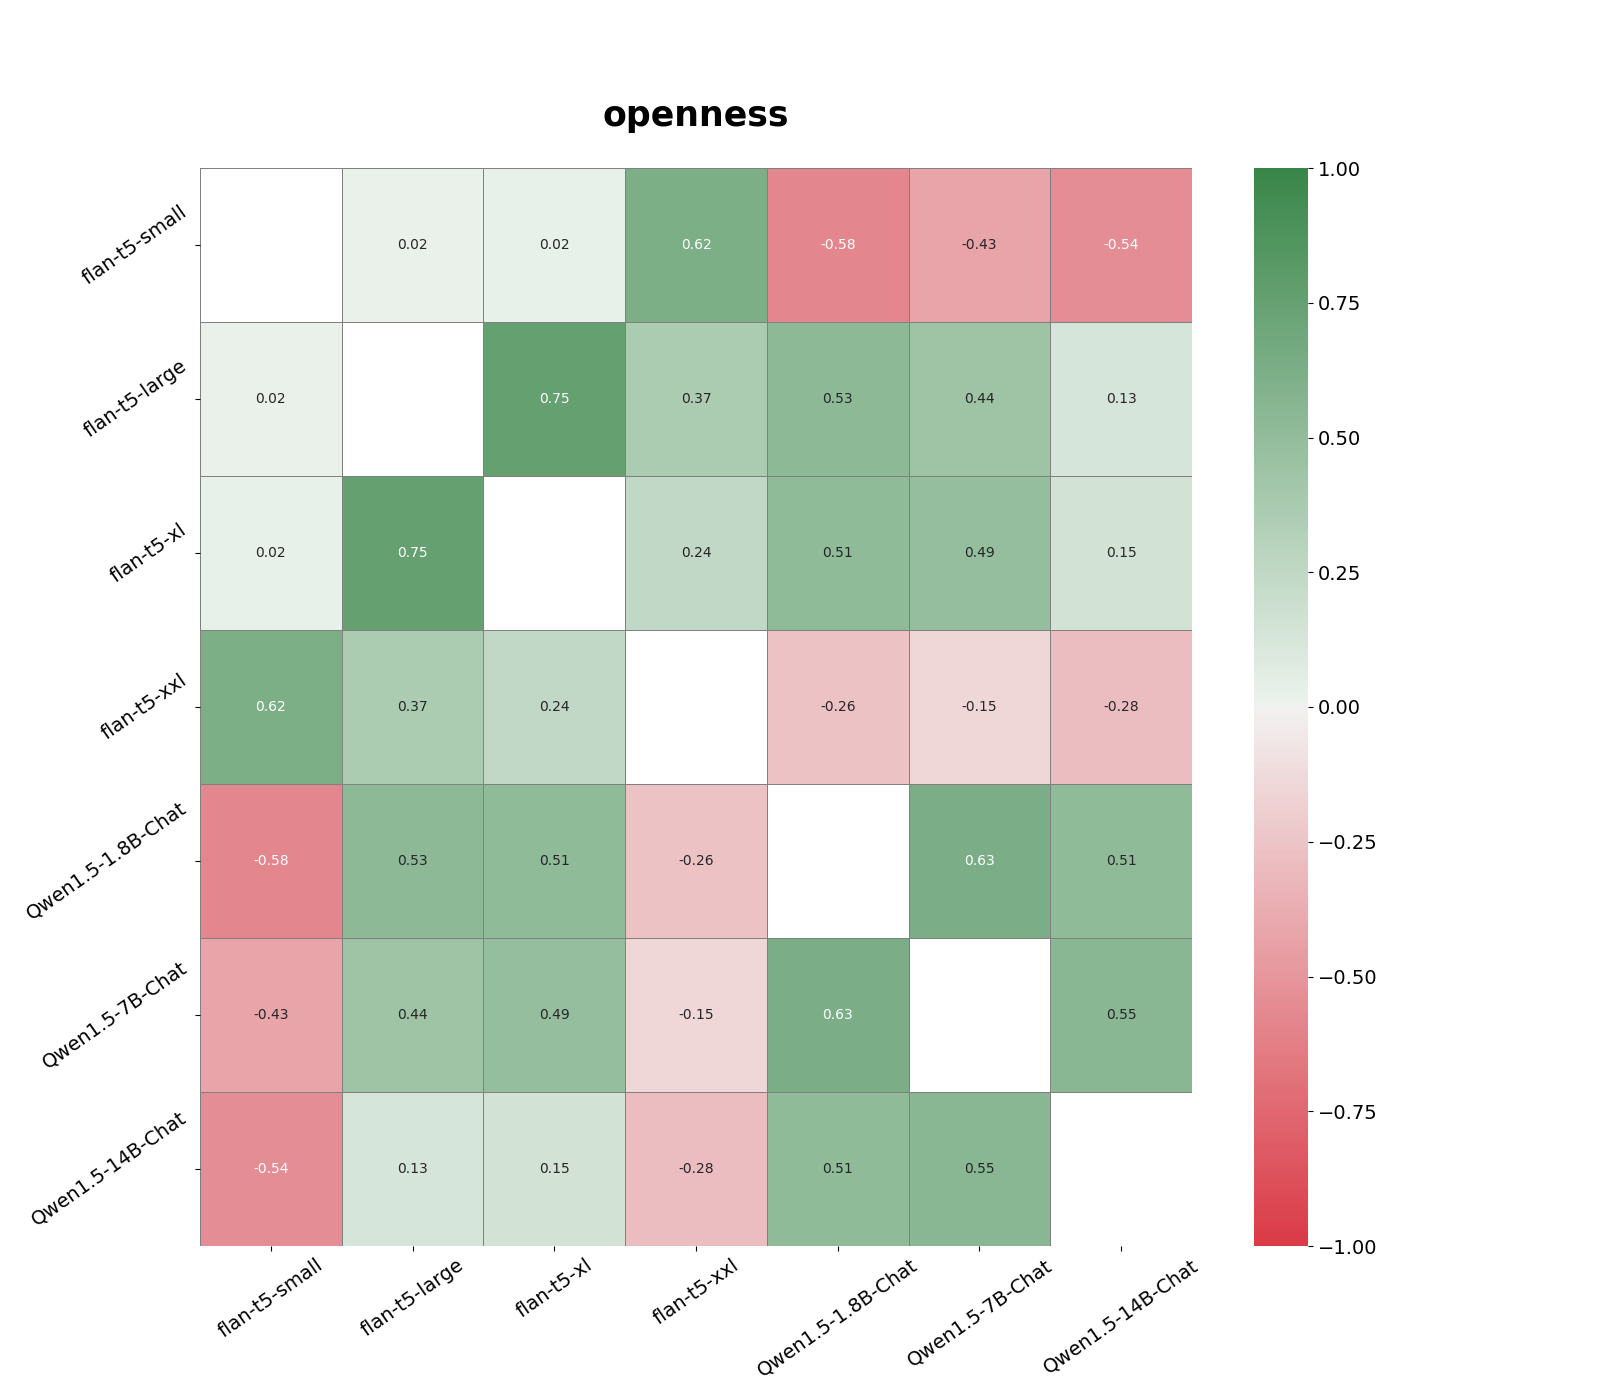 openness
flan-t5-small
0.02 0.02 0.62 -0.58 -0.43 -0.54
flan-t5-large
0.02 0.75 0.37 0.53 0.44 0.13
flan-t5-xl
0.02 0.75 0.24 0.51 0.49 0.15
flan-t5-xxl
0.62 0.37 0.24 -0.26 -0.15 -0.28
Qwen1.5-1.8B-Chat
-0.58 0.53 0.51 -0.26 0.63 0.51
Qwen1.5-7B-Chat
-0.43 0.44 0.49 -0.15 0.63 0.55
Qwen1.5-14B-Chat
-0.54 0.13 0.15 -0.28 0.51 0.55
flan-t5-small
flan-t5-large
flan-t5-xl
flan-t5-xxl
Qwen1.5-1.8B-Chat
Qwen1.5-7B-Chat
Qwen1.5-14B-Chat
1.00
0.75
0.50
0.25
0.00
−0.25
−0.50
−0.75
−1.00